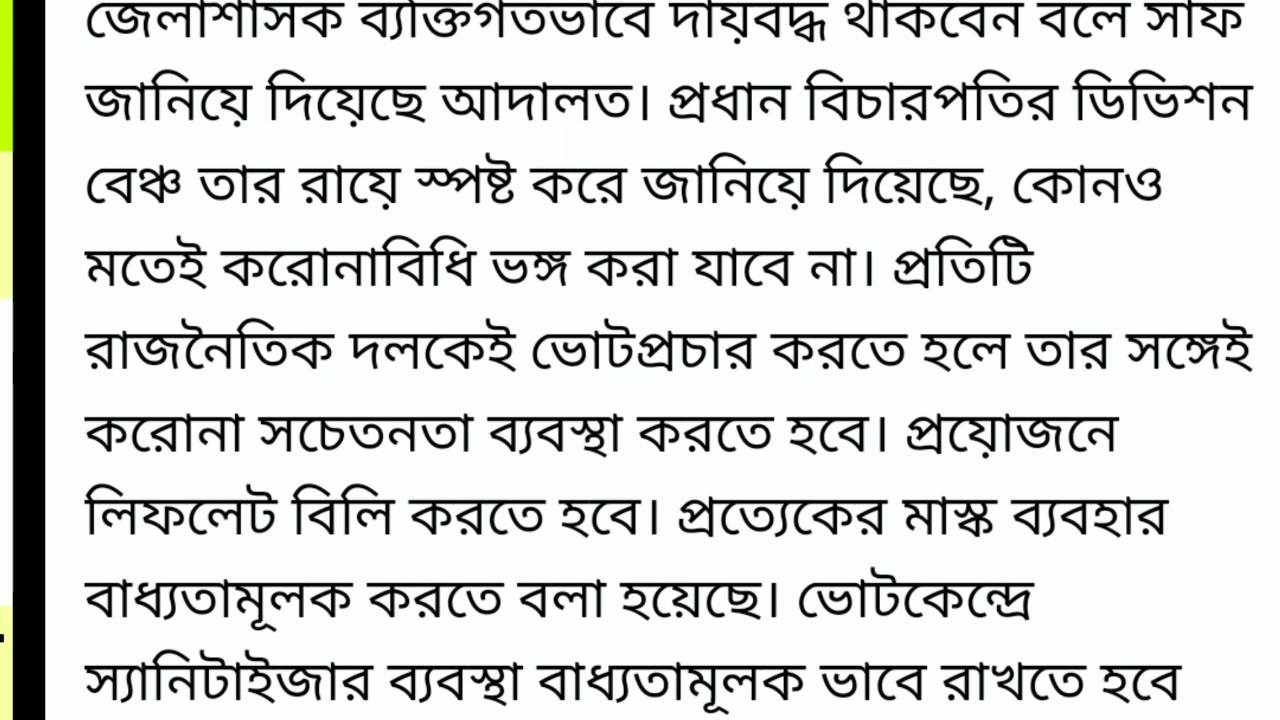 জেলাশাসক ব্যক্তিগতভাবে দায়বদ্ধ থাকবেন বলে সাফ
জানিয়ে দিয়েছে আদালত। প্রধান বিচারপতির ডিভিশন
বেঞ্চ তার রায়ে স্পষ্ট করে জানিয়ে দিয়েছে, কোনও
মতেই করোনাবিধি ভঙ্গ করা যাবে না। প্রতিটি
রাজনৈতিক দলকেই ভোটপ্রচার করতে হলে তার সঙ্গেই
করোনা সচেতনতা ব্যবস্থা করতে হবে। প্রয়োজনে
লিফলেট বিলি করতে হবে। প্রত্যেকের মাস্ক ব্যবহার
বাধ্যতামূলক করতে বলা হয়েছে। ভোটকেন্দ্রে
স্যানিটাইজার ব্যবস্থা বাধ্যতামূলক ভাবে রাখতে হবে